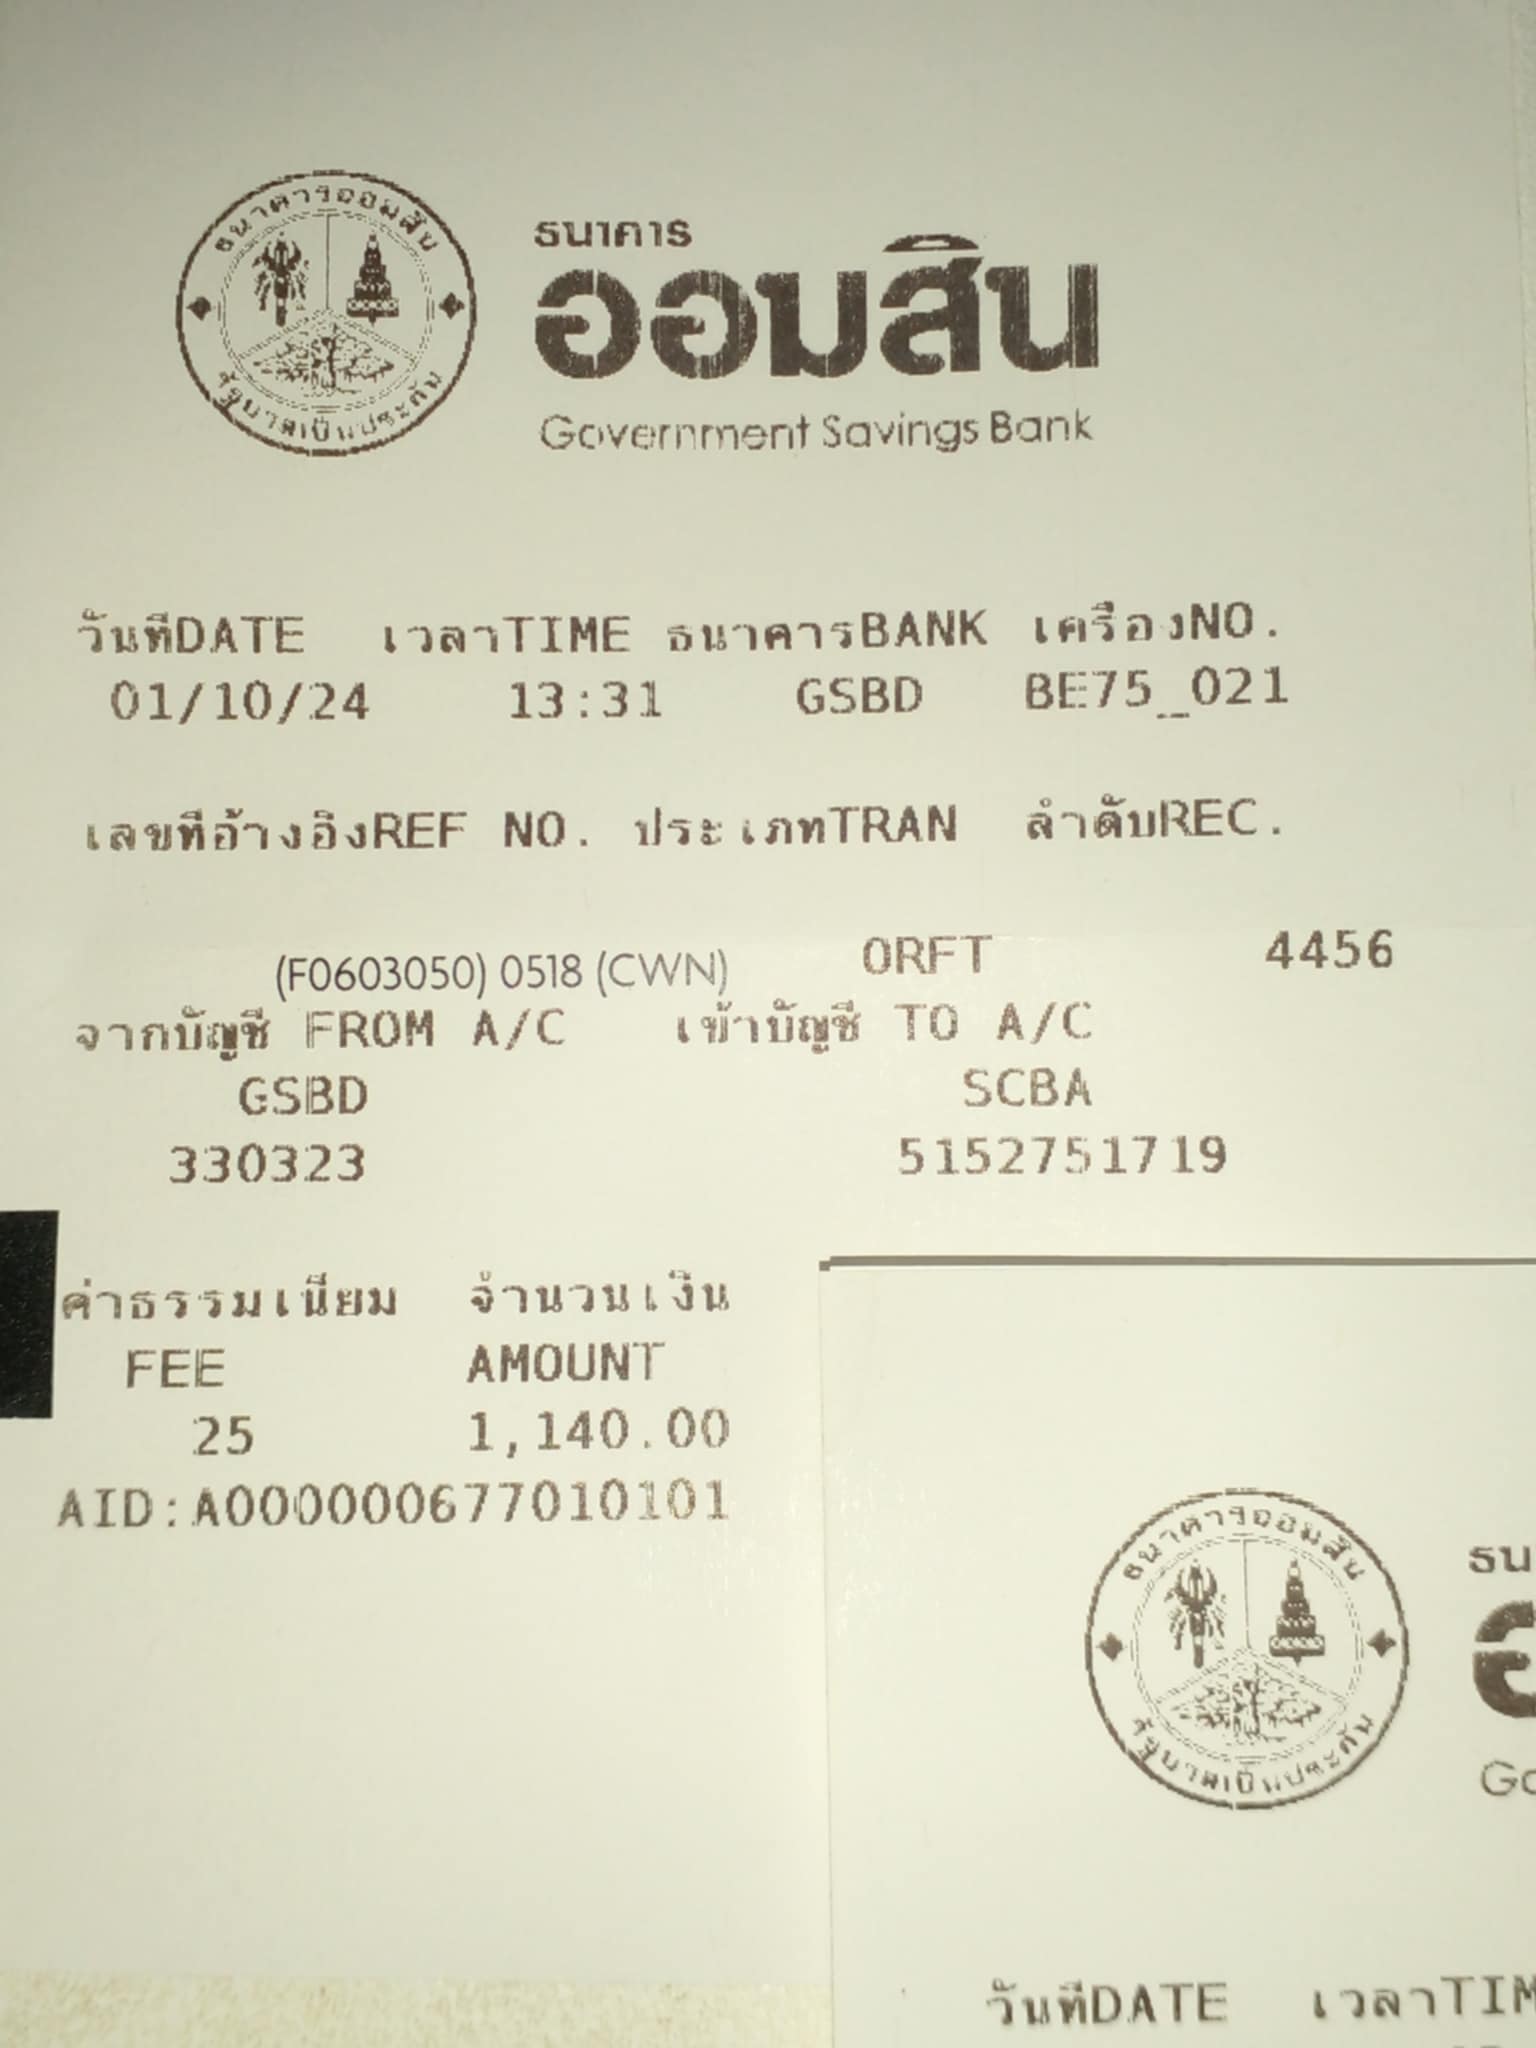 ธนาคารออมสิน
รัฐบาลเป็นประกัน
ธนาคาร
ออมสิน
Government Savings Bank
วันที่DATE เวลาTIME ธนาคารBANK เครื่องNO.
01/10/24 13:31 GSBD BE75_021
เลขที่อ้างอิงREF NO. ประเภทTRAN ลำดับREC.
(F0603050) 0518 (CWN) ORFT 4456
จากบัญชี FROM A/C เข้าบัญชี TO A/C
GSBD SCBA
330323 5152751719
ค่าธรรมเนียม จำนวนเงิน
FEE AMOUNT
25 1,140.00
AID:A0000000677010101
ธนาคารออมสิน
รัฐบาลเป็นประกัน
ธน
อ
Go
วันที่DATE เวลาTIM